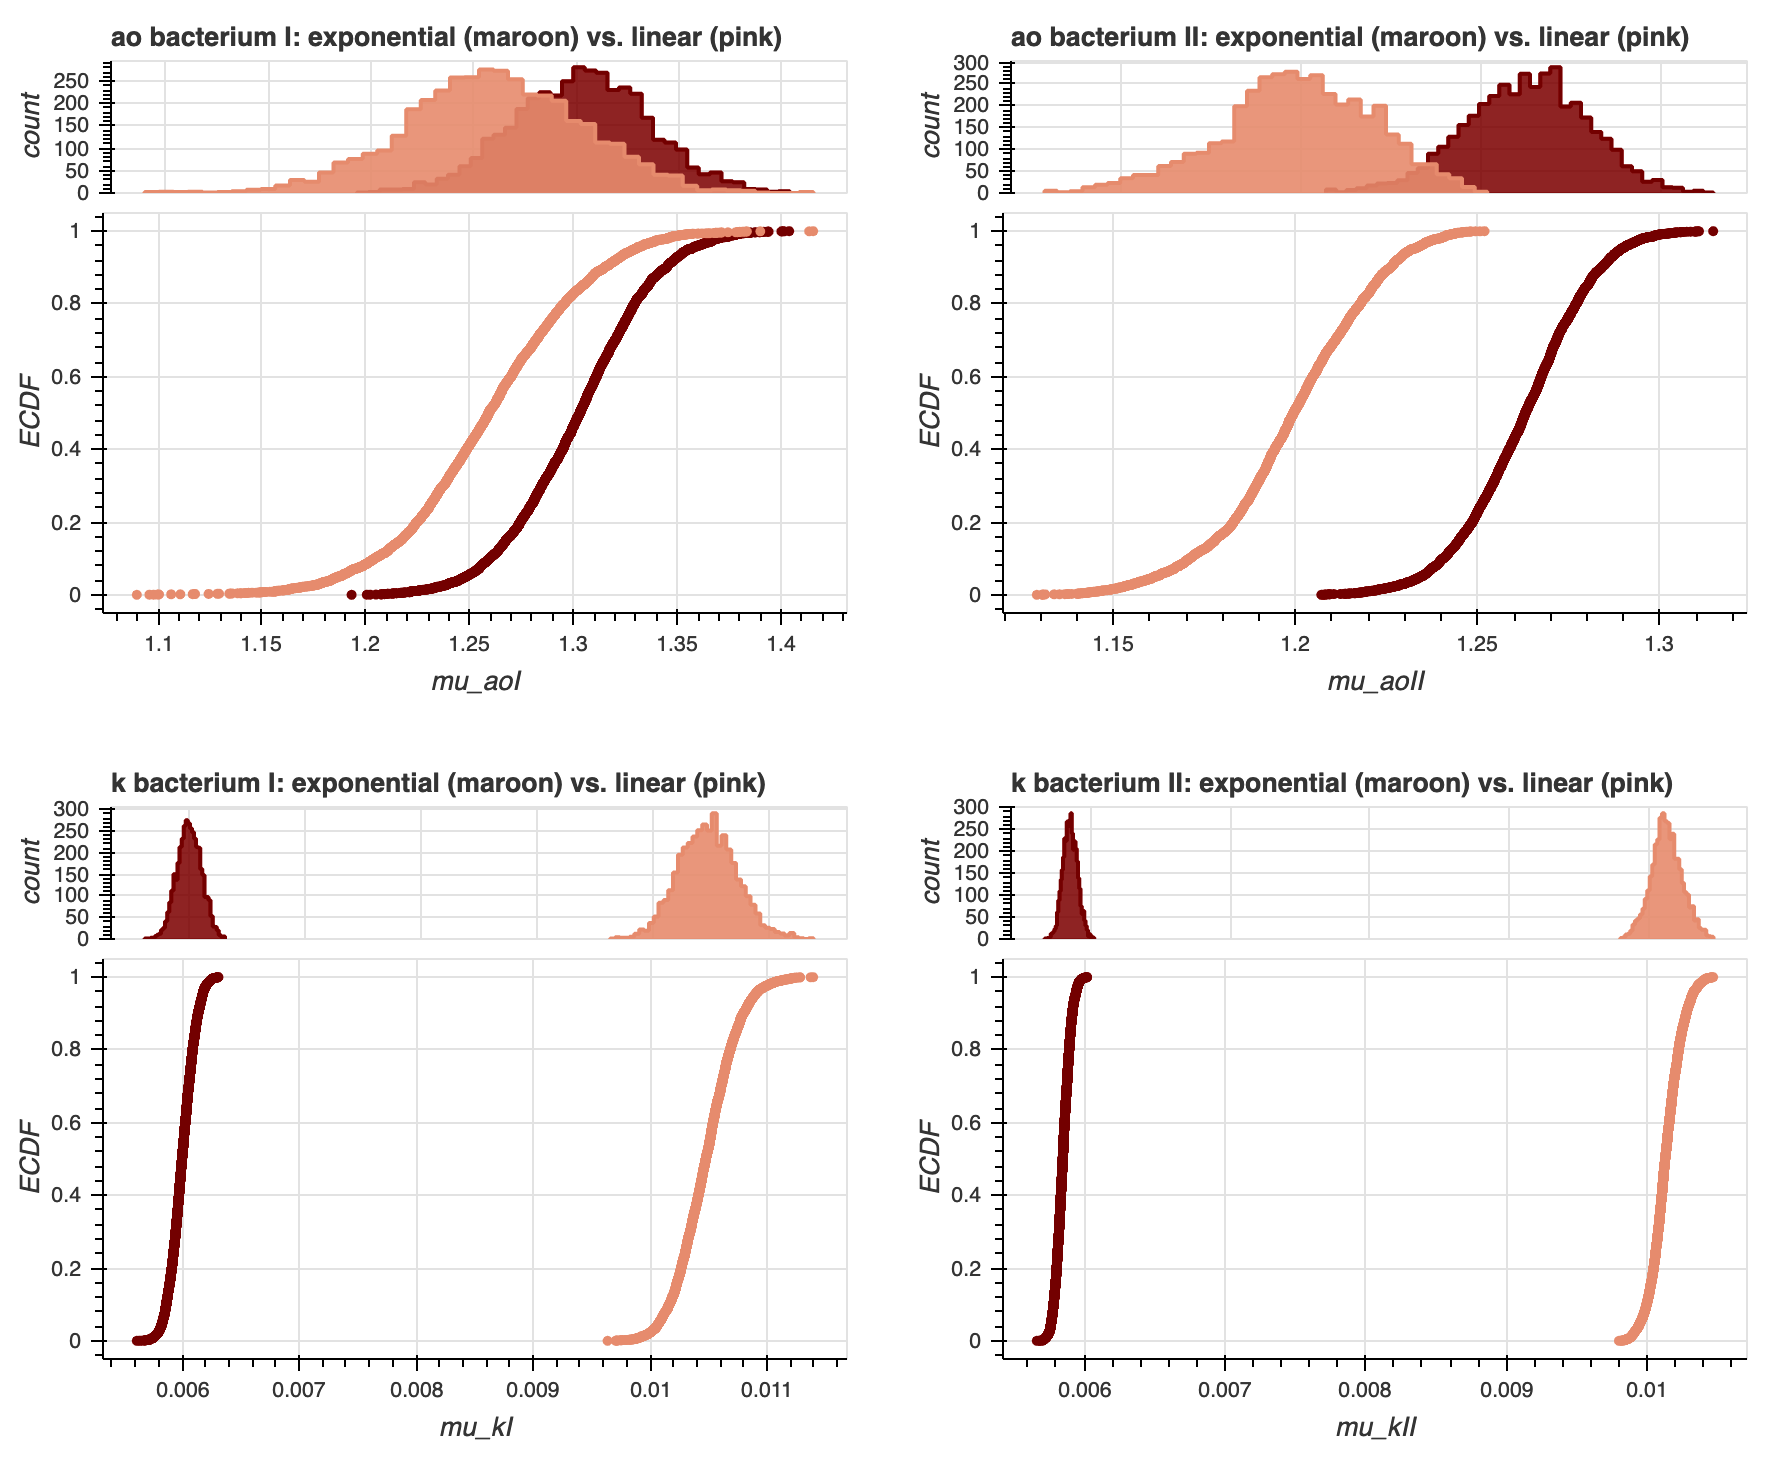 ao bacterium I: exponential (maroon) vs. linear (pink)
count
250
200
150
100
50
0
ECDF
1
0.8
0.6
0.4
0.2
0
1.1 1.15 1.2 1.25 1.3 1.35 1.4
mu_aoI
ao bacterium II: exponential (maroon) vs. linear (pink)
count
300
250
200
150
100
50
0
ECDF
1
0.8
0.6
0.4
0.2
0
1.15 1.2 1.25 1.3
mu_aoII
k bacterium I: exponential (maroon) vs. linear (pink)
count
300
250
200
150
100
50
0
ECDF
1
0.8
0.6
0.4
0.2
0
0.006 0.007 0.008 0.009 0.01 0.011
mu_kI
k bacterium II: exponential (maroon) vs. linear (pink)
count
300
250
200
150
100
50
0
ECDF
1
0.8
0.6
0.4
0.2
0
0.006 0.007 0.008 0.009 0.01
mu_kII